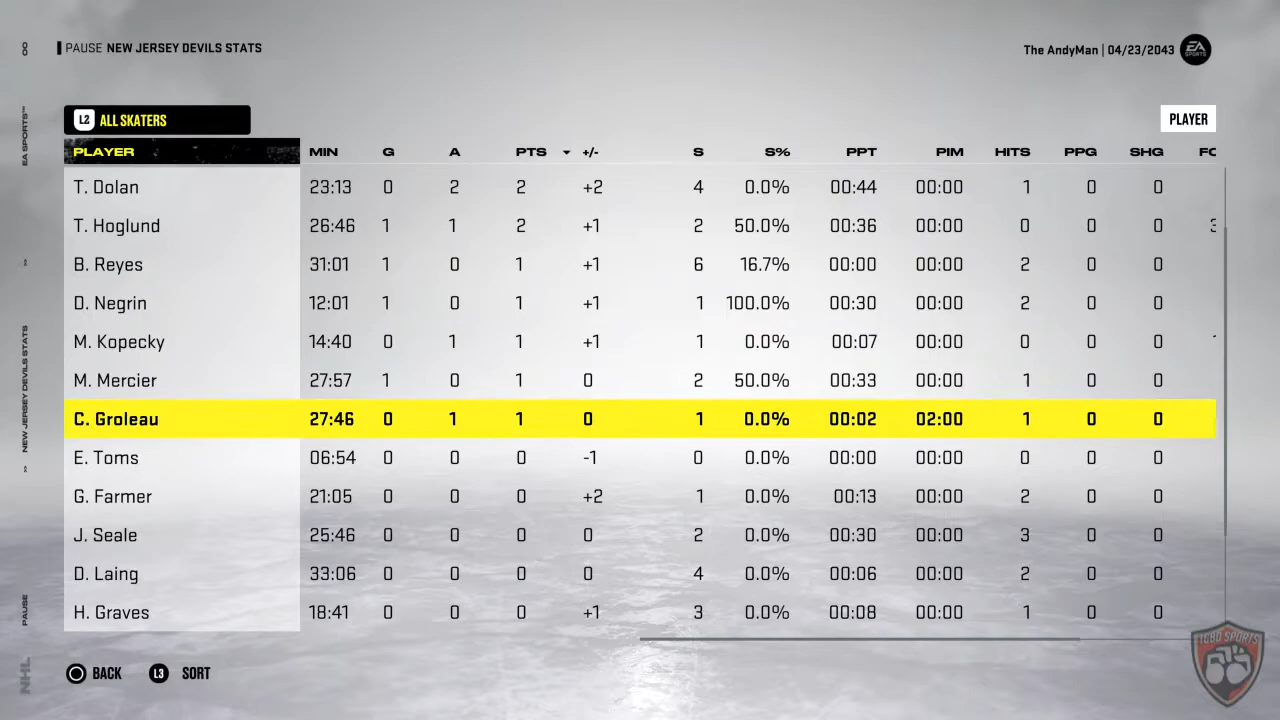 PAUSE NEW JERSEY DEVILS STATS
The AndyMan | 04/23/2043
EA SPORTS
EA SPORTS™
NEW JERSEY DEVILS STATS
PAUSE
NHL
L2 ALL SKATERS
PLAYER
PLAYER MIN G A PTS +/- S S% PPT PIM HITS PPG SHG
T. Dolan 23:13 0 2 2 +2 4 0.0% 00:44 00:00 1 0 0
T. Hoglund 26:46 1 1 2 +1 2 50.0% 00:36 00:00 0 0 0
B. Reyes 31:01 1 0 1 +1 6 16.7% 00:00 00:00 2 0 0
D. Negrin 12:01 1 0 1 +1 1 100.0% 00:30 00:00 2 0 0
M. Kopecky 14:40 0 1 1 +1 1 0.0% 00:07 00:00 0 0 0
M. Mercier 27:57 1 0 1 0 2 50.0% 00:33 00:00 1 0 0
C. Groleau 27:46 0 1 1 0 1 0.0% 00:02 02:00 1 0 0
E. Toms 06:54 0 0 0 -1 0 0.0% 00:00 00:00 0 0 0
G. Farmer 21:05 0 0 0 +2 1 0.0% 00:13 00:00 2 0 0
J. Seale 25:46 0 0 0 0 2 0.0% 00:30 00:00 3 0 0
D. Laing 33:06 0 0 0 0 4 0.0% 00:06 00:00 2 0 0
H. Graves 18:41 0 0 0 +1 3 0.0% 00:08 00:00 1 0 0
BACK L3 SORT